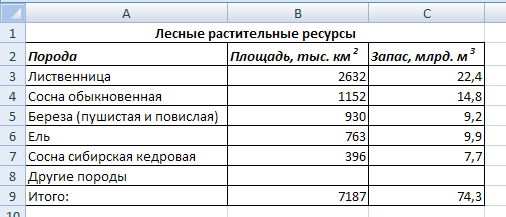 A B C
1 Лесные растительные ресурсы
2 Порода Площадь, тыс. км² Запас, млрд. м³
3 Лиственница 2632 22,4
4 Сосна обыкновенная 1152 14,8
5 Береза (пушистая и повислая) 930 9,2
6 Ель 763 9,9
7 Сосна сибирская кедровая 396 7,7
8 Другие породы
9 Итого: 7187 74,3
10